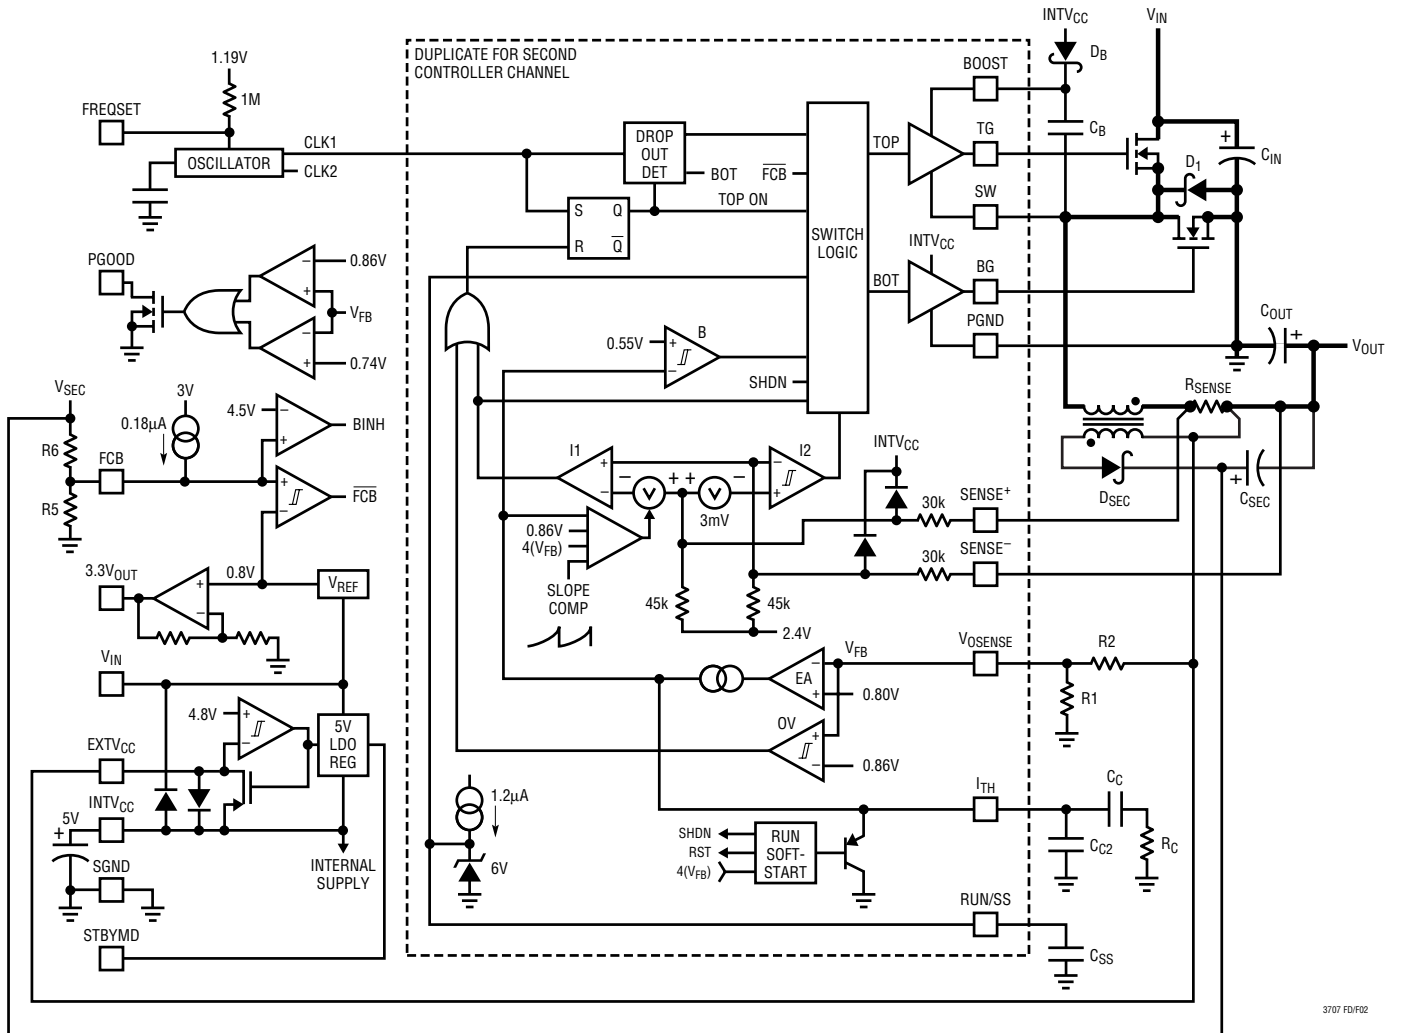 DUPLICATE FOR SECOND
CONTROLLER CHANNEL
INTVCC
VIN
DB
BOOST
1.19V
1M
FREQSET
OSCILLATOR
CLK1
CLK2
DROP
OUT
DET
BOT
FCB
TOP ON
S
Q
R
Q
SWITCH
LOGIC
TOP
TG
CB
D1
+
CIN
SW
INTVCC
BOT
BG
PGND
COUT
+
VOUT
PGOOD
−
0.86V
+
VFB
−
+
0.74V
0.55V
+
−
B
SHDN
RSENSE
VSEC
3V
0.18µA
4.5V
−
+
BINH
R6
FCB
R5
+
−
FCB
I1
+
−
−
V
+
+
V
−
3mV
−
+
I2
INTVCC
DSEC
+
CSEC
0.86V
4(VFB)
SLOPE
COMP
30k
SENSE+
30k
SENSE−
45k
45k
2.4V
3.3VOUT
+
−
0.8V
VREF
VIN
4.8V
+
−
5V
LDO
REG
EXTVCC
INTVCC
5V
+
SGND
INTERNAL
SUPPLY
STBYMD
VFB
−
EA
+
0.80V
VOSENSE
R2
R1
OV
+
−
0.86V
1.2µA
6V
ITH
CC
CC2
RC
SHDN
RST
4(VFB)
RUN
SOFT-
START
RUN/SS
CSS
3707 FD/F02